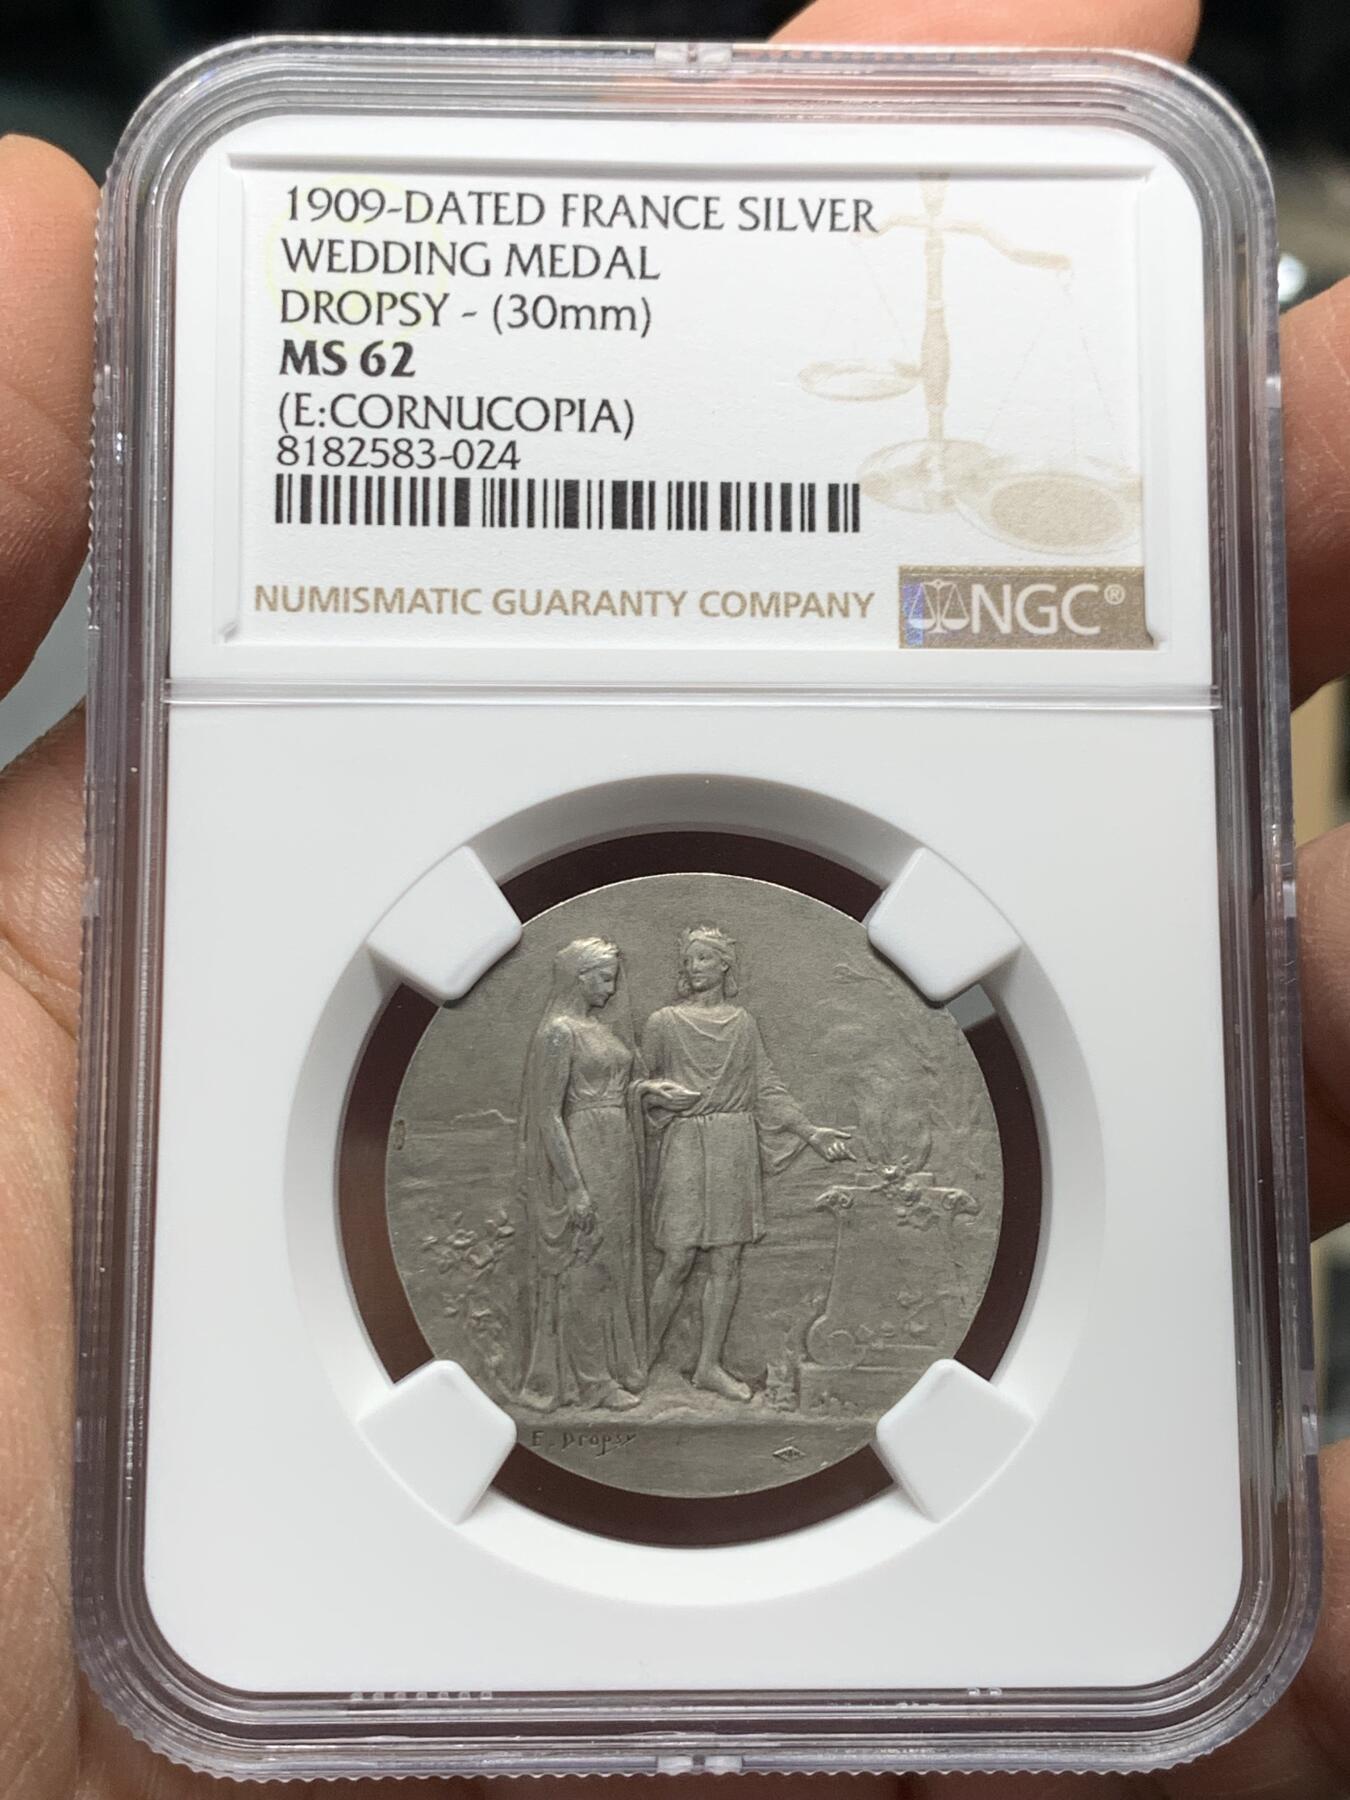 1909-DATED FRANCE SILVER
WEDDING MEDAL
DROPSY - (30mm)
MS 62
(E:CORNUCOPIA)
8182583-024
NUMISMATIC GUARANTY COMPANY
NGC®
E. Dropsy